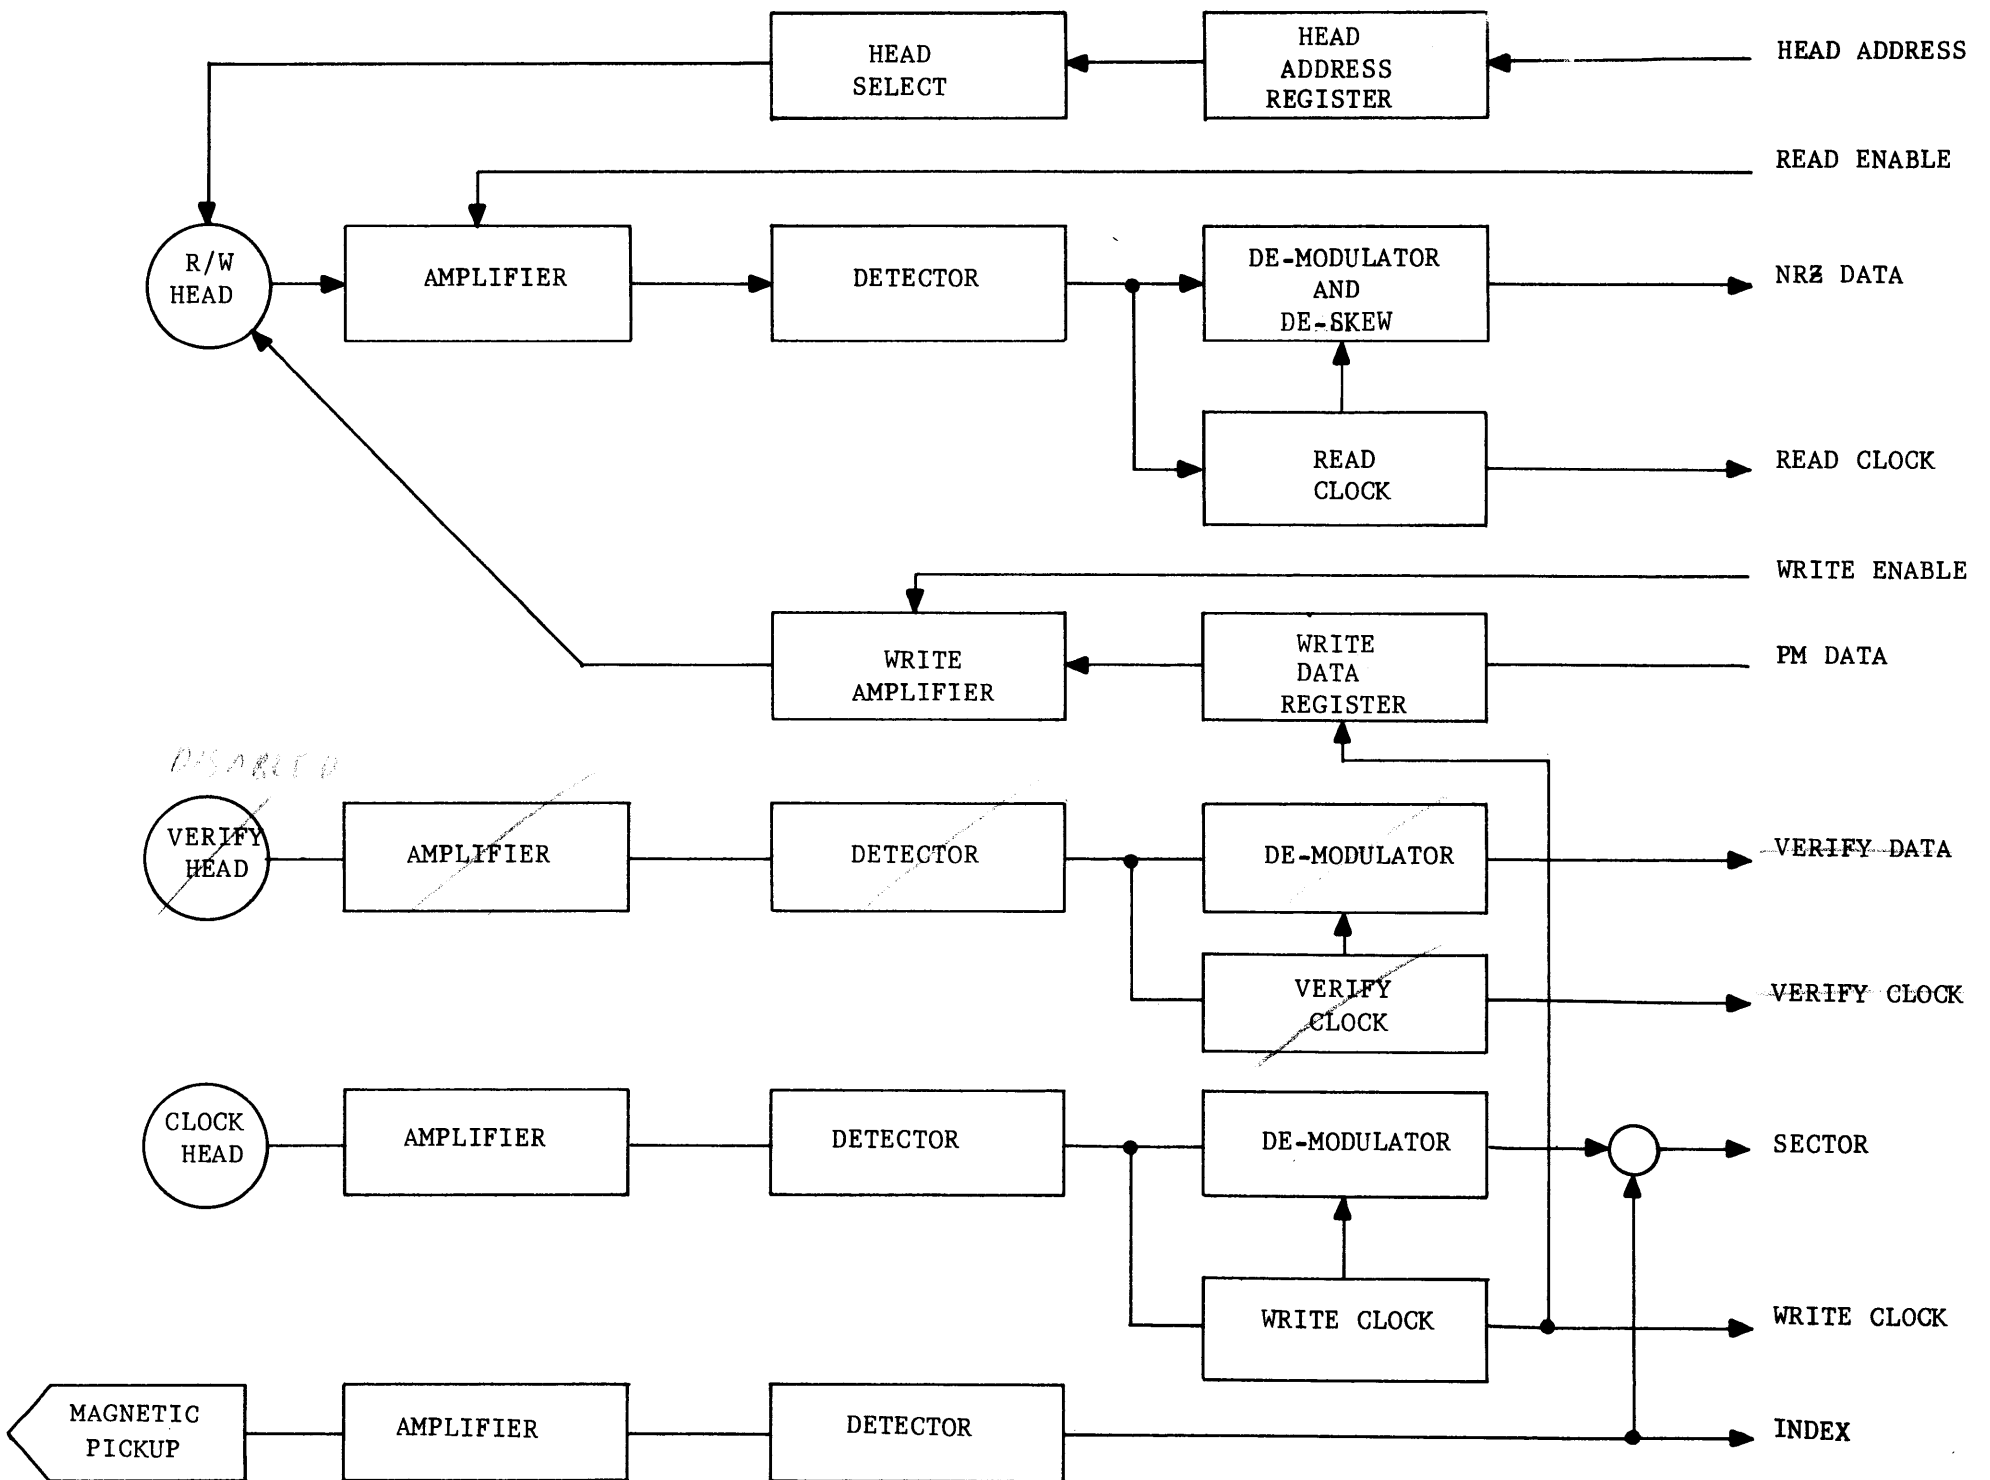 HEAD
SELECT
HEAD
ADDRESS
REGISTER
HEAD ADDRESS
READ ENABLE
R/W
HEAD
AMPLIFIER
DETECTOR
DE-MODULATOR
AND
DE-SKEW
NRZ DATA
READ
CLOCK
READ CLOCK
WRITE ENABLE
WRITE
AMPLIFIER
WRITE
DATA
REGISTER
PM DATA
DISABLED
VERIFY
HEAD
AMPLIFIER
DETECTOR
DE-MODULATOR
VERIFY DATA
VERIFY
CLOCK
VERIFY CLOCK
CLOCK
HEAD
AMPLIFIER
DETECTOR
DE-MODULATOR
SECTOR
WRITE CLOCK
WRITE CLOCK
MAGNETIC
PICKUP
AMPLIFIER
DETECTOR
INDEX